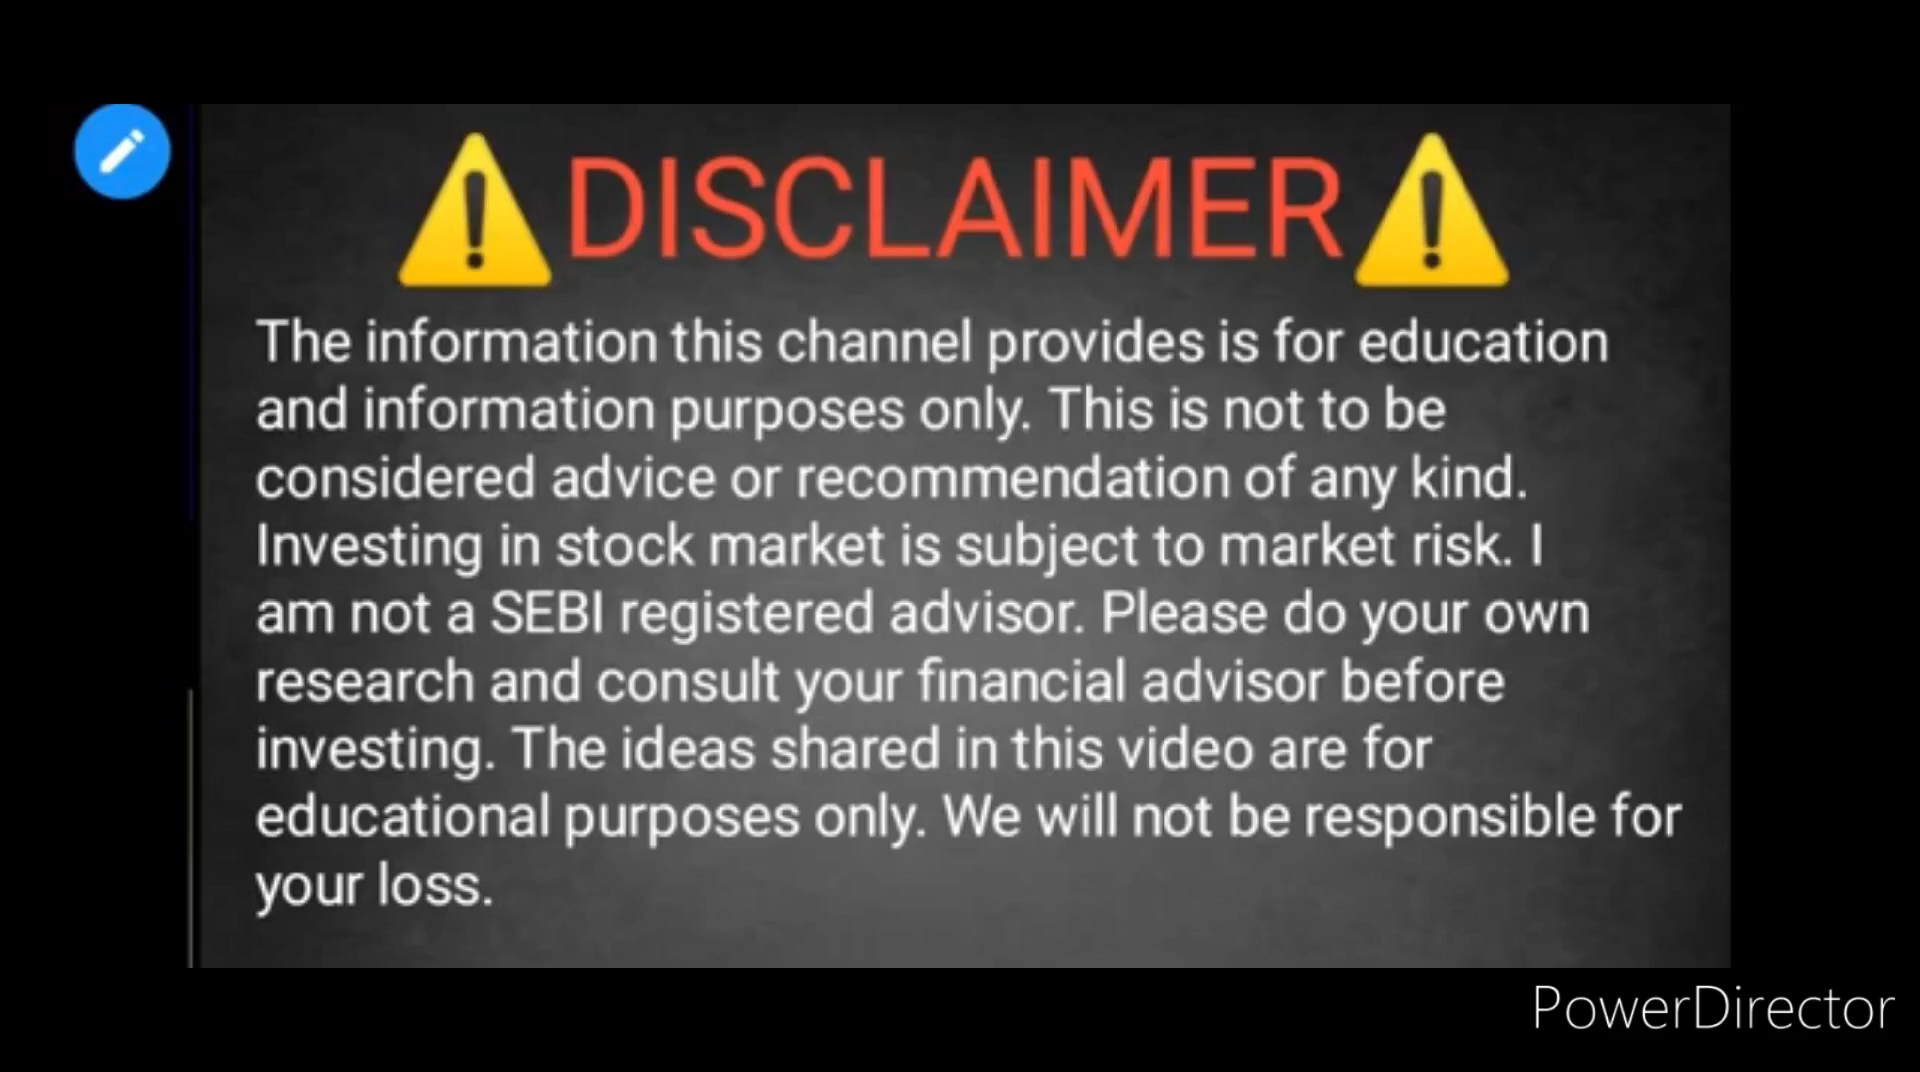 ⚠️DISCLAIMER⚠️
The information this channel provides is for education
and information purposes only. This is not to be
considered advice or recommendation of any kind.
Investing in stock market is subject to market risk. I
am not a SEBI registered advisor. Please do your own
research and consult your financial advisor before
investing. The ideas shared in this video are for
educational purposes only. We will not be responsible for
your loss.
PowerDirector